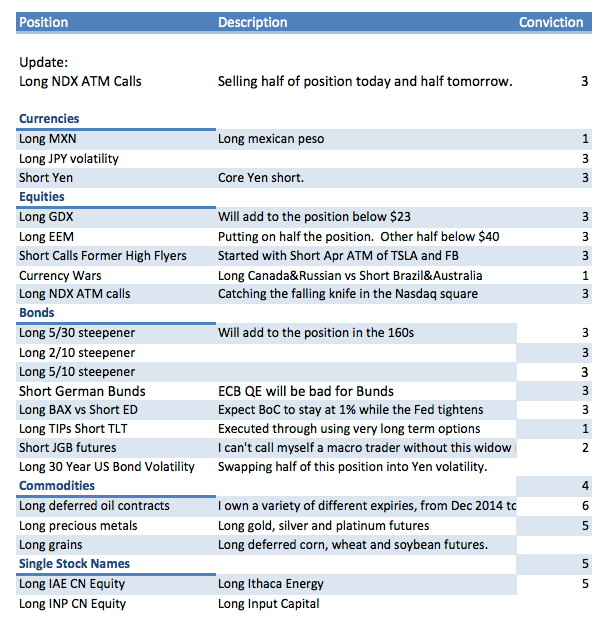 Position Description Conviction
Update:
Long NDX ATM Calls Selling half of position today and half tomorrow. 3
Currencies
Long MXN Long mexican peso 1
Long JPY volatility 3
Short Yen Core Yen short. 3
Equities
Long GDX Will add to the position below $23 3
Long EEM Putting on half the position. Other half below $40 3
Short Calls Former High Flyers Started with Short Apr ATM of TSLA and FB 3
Currency Wars Long Canada&Russian vs Short Brazil&Australia 1
Long NDX ATM calls Catching the falling knife in the Nasdaq square 3
Bonds
Long 5/30 steepener Will add to the position in the 160s 3
Long 2/10 steepener 3
Long 5/10 steepener 3
Short German Bunds ECB QE will be bad for Bunds 3
Long BAX vs Short ED Expect BoC to stay at 1% while the Fed tightens 3
Long TIPs Short TLT Executed through using very long term options 1
Short JGB futures I can't call myself a macro trader without this widow 2
Long 30 Year US Bond Volatility Swapping half of this position into Yen volatility.
Commodities 4
Long deferred oil contracts I own a variety of different expiries, from Dec 2014 to 6
Long precious metals Long gold, silver and platinum futures 5
Long grains Long deferred corn, wheat and soybean futures.
Single Stock Names 5
Long IAE CN Equity Long Ithaca Energy 5
Long INP CN Equity Long Input Capital